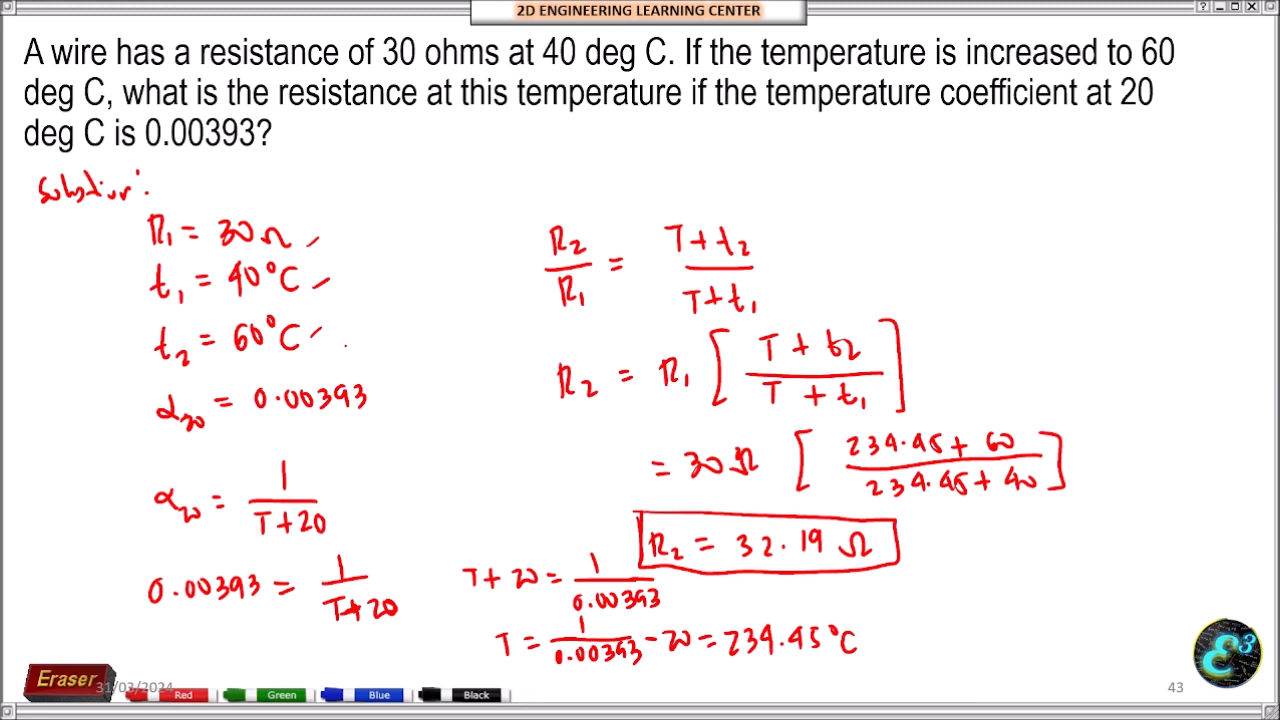 2D ENGINEERING LEARNING CENTER
A wire has a resistance of 30 ohms at 40 deg C. If the temperature is increased to 60
deg C, what is the resistance at this temperature if the temperature coefficient at 20
deg C is 0.00393?
Solution:
R₁ = 30 Ω
t₁ = 40°C
t₂ = 60°C
α₂₀ = 0.00393
α₂₀ = 1 / (T + 20)
0.00393 = 1 / (T + 20)
T + 20 = 1 / 0.00393
T = 1 / 0.00393 - 20 = 234.45°C
R₂ / R₁ = (T + t₂) / (T + t₁)
R₂ = R₁ [ (T + t₂) / (T + t₁) ]
= 30 Ω [ (234.45 + 60) / (234.45 + 40) ]
R₂ = 32.19 Ω
Eraser
31/03/2024
Red
Green
Blue
Black
43
ε³